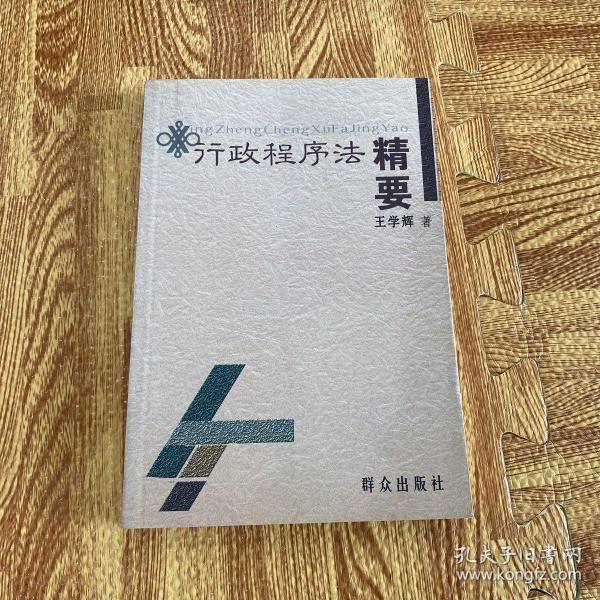 XingZhengChengXuFaJingYao
行政程序法精要
王学辉 著
群众出版社
孔夫子旧书网
www.kongfz.com